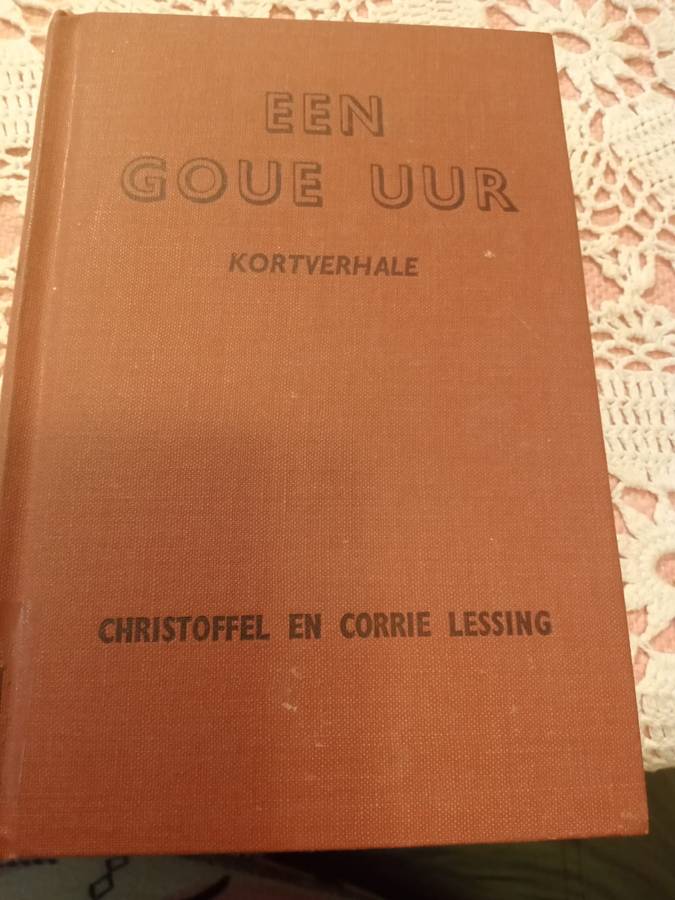 EEN
GOUE UUR
KORTVERHALE
CHRISTOFFEL EN CORRIE LESSING